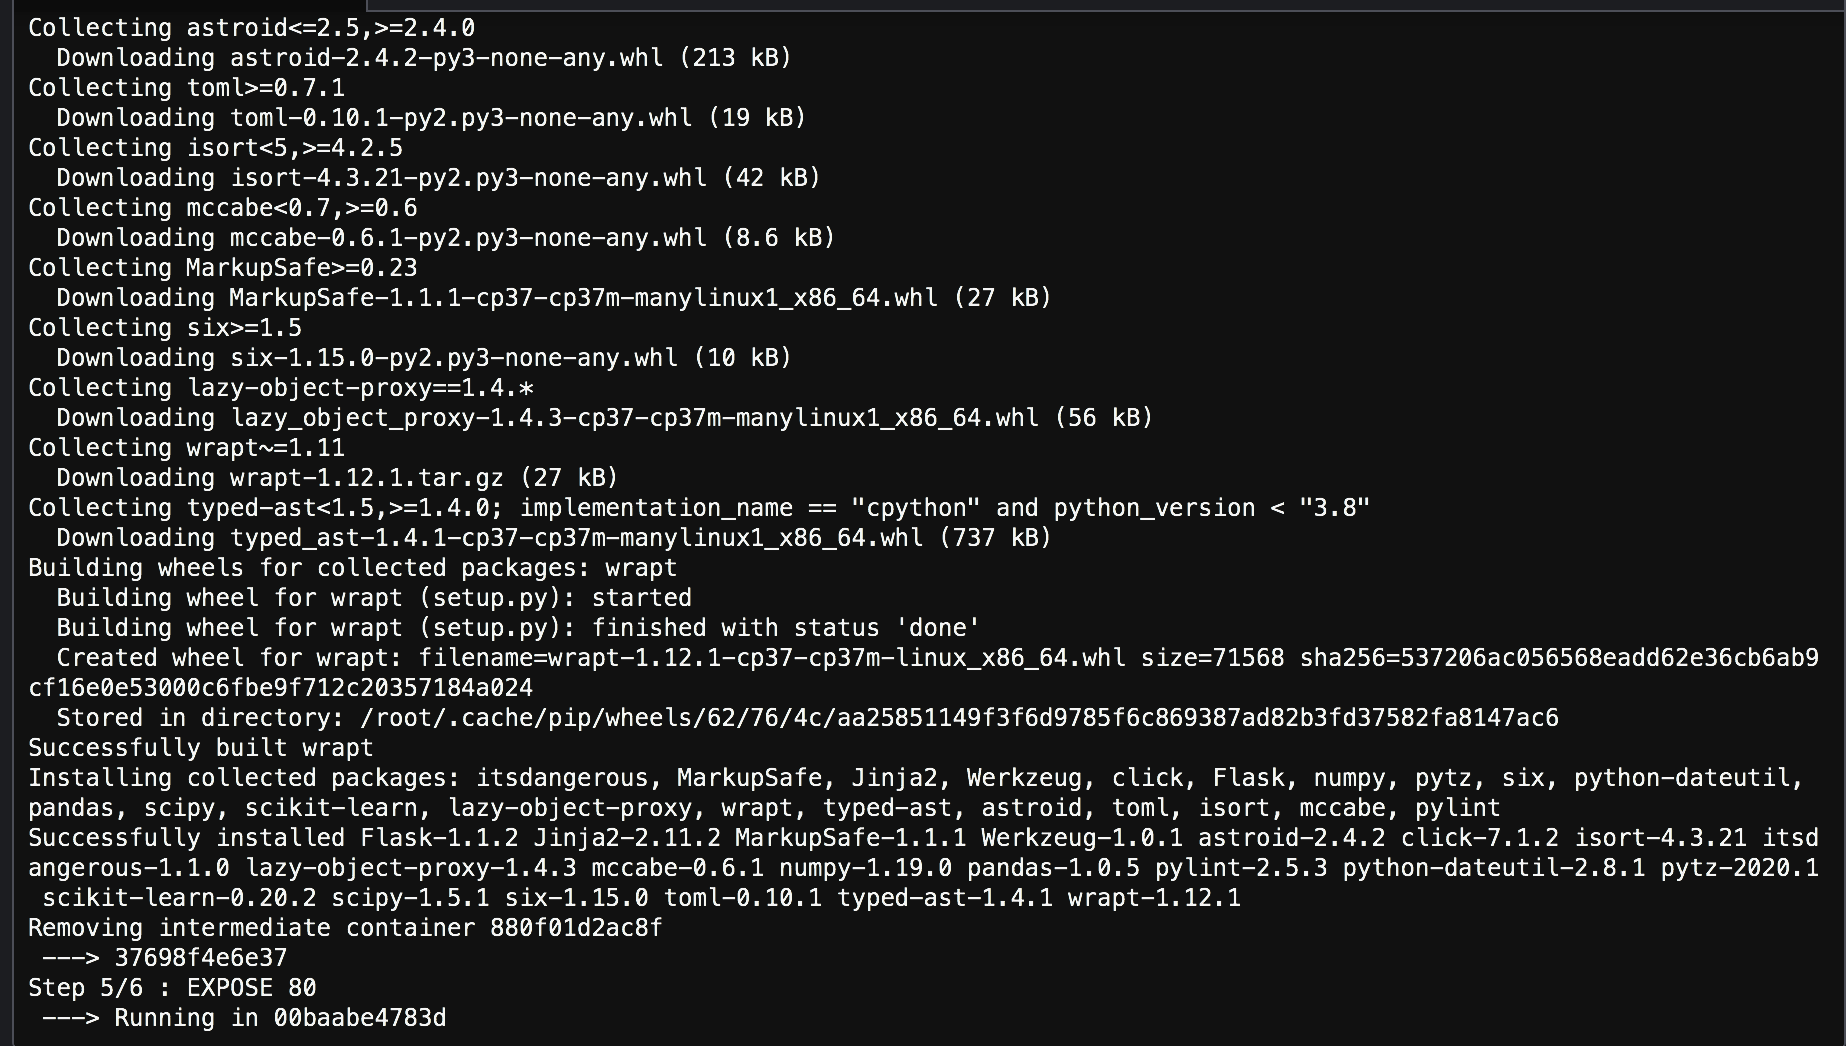 Collecting astroid<=2.5,>=2.4.0
  Downloading astroid-2.4.2-py3-none-any.whl (213 kB)
Collecting toml>=0.7.1
  Downloading toml-0.10.1-py2.py3-none-any.whl (19 kB)
Collecting isort<5,>=4.2.5
  Downloading isort-4.3.21-py2.py3-none-any.whl (42 kB)
Collecting mccabe<0.7,>=0.6
  Downloading mccabe-0.6.1-py2.py3-none-any.whl (8.6 kB)
Collecting MarkupSafe>=0.23
  Downloading MarkupSafe-1.1.1-cp37-cp37m-manylinux1_x86_64.whl (27 kB)
Collecting six>=1.5
  Downloading six-1.15.0-py2.py3-none-any.whl (10 kB)
Collecting lazy-object-proxy==1.4.*
  Downloading lazy_object_proxy-1.4.3-cp37-cp37m-manylinux1_x86_64.whl (56 kB)
Collecting wrapt~=1.11
  Downloading wrapt-1.12.1.tar.gz (27 kB)
Collecting typed-ast<1.5,>=1.4.0; implementation_name == "cpython" and python_version < "3.8"
  Downloading typed_ast-1.4.1-cp37-cp37m-manylinux1_x86_64.whl (737 kB)
Building wheels for collected packages: wrapt
  Building wheel for wrapt (setup.py): started
  Building wheel for wrapt (setup.py): finished with status 'done'
  Created wheel for wrapt: filename=wrapt-1.12.1-cp37-cp37m-linux_x86_64.whl size=71568 sha256=537206ac056568eadd62e36cb6ab9
cf16e0e53000c6fbe9f712c20357184a024
  Stored in directory: /root/.cache/pip/wheels/62/76/4c/aa25851149f3f6d9785f6c869387ad82b3fd37582fa8147ac6
Successfully built wrapt
Installing collected packages: itsdangerous, MarkupSafe, Jinja2, Werkzeug, click, Flask, numpy, pytz, six, python-dateutil,
pandas, scipy, scikit-learn, lazy-object-proxy, wrapt, typed-ast, astroid, toml, isort, mccabe, pylint
Successfully installed Flask-1.1.2 Jinja2-2.11.2 MarkupSafe-1.1.1 Werkzeug-1.0.1 astroid-2.4.2 click-7.1.2 isort-4.3.21 itsd
angerous-1.1.0 lazy-object-proxy-1.4.3 mccabe-0.6.1 numpy-1.19.0 pandas-1.0.5 pylint-2.5.3 python-dateutil-2.8.1 pytz-2020.1
 scikit-learn-0.20.2 scipy-1.5.1 six-1.15.0 toml-0.10.1 typed-ast-1.4.1 wrapt-1.12.1
Removing intermediate container 880f01d2ac8f
 ---> 37698f4e6e37
Step 5/6 : EXPOSE 80
 ---> Running in 00baabe4783d